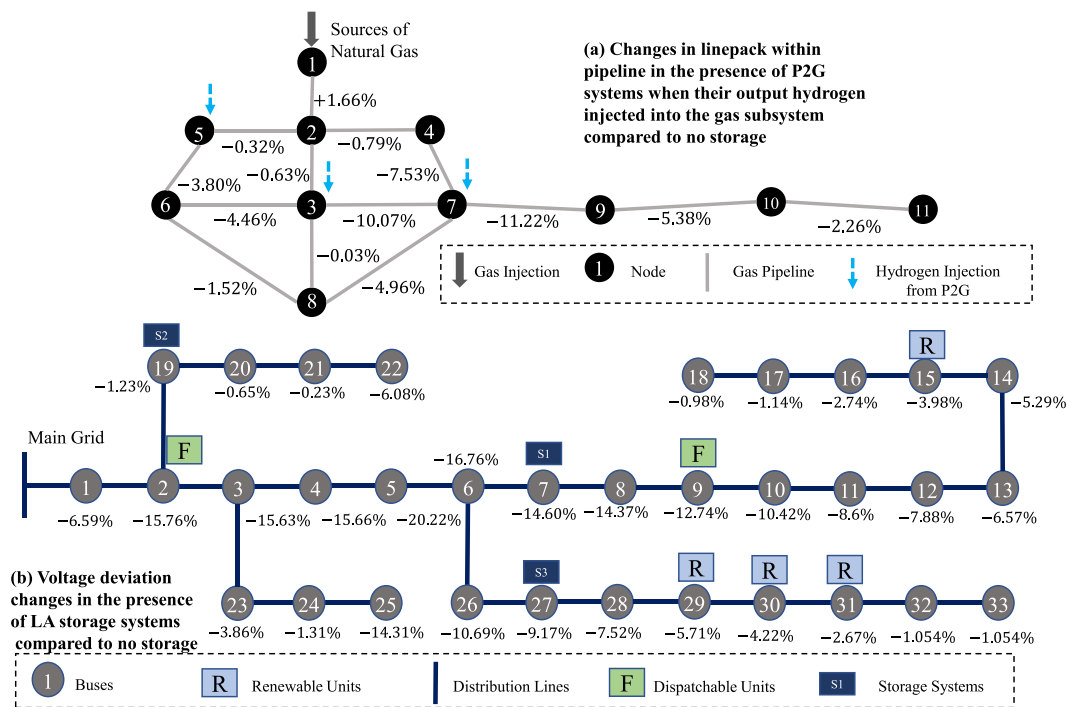 Sources of
Natural Gas
(a) Changes in linepack within
pipeline in the presence of P2G
systems when their output hydrogen
injected into the gas subsystem
compared to no storage
1
+1.66%
5
2
4
−0.32%
−0.79%
−3.80%
−0.63%
−7.53%
6
3
7
9
10
11
−4.46%
−10.07%
−11.22%
−5.38%
−2.26%
−0.03%
−1.52%
−4.96%
8
Gas Injection
1
Node
Gas Pipeline
Hydrogen Injection
from P2G
S2
R
19
20
21
22
18
17
16
15
14
−1.23%
−0.65%
−0.23%
−6.08%
−0.98%
−1.14%
−2.74%
−3.98%
−5.29%
Main Grid
F
−16.76%
S1
F
1
2
3
4
5
6
7
8
9
10
11
12
13
−6.59%
−15.76%
−15.63%
−15.66%
−20.22%
−14.60%
−14.37%
−12.74%
−10.42%
−8.6%
−7.88%
−6.57%
(b) Voltage deviation
changes in the presence
of LA storage systems
compared to no storage
S3
R
R
R
23
24
25
26
27
28
29
30
31
32
33
−3.86%
−1.31%
−14.31%
−10.69%
−9.17%
−7.52%
−5.71%
−4.22%
−2.67%
−1.054%
−1.054%
1
Buses
R
Renewable Units
Distribution Lines
F
Dispatchable Units
S1
Storage Systems